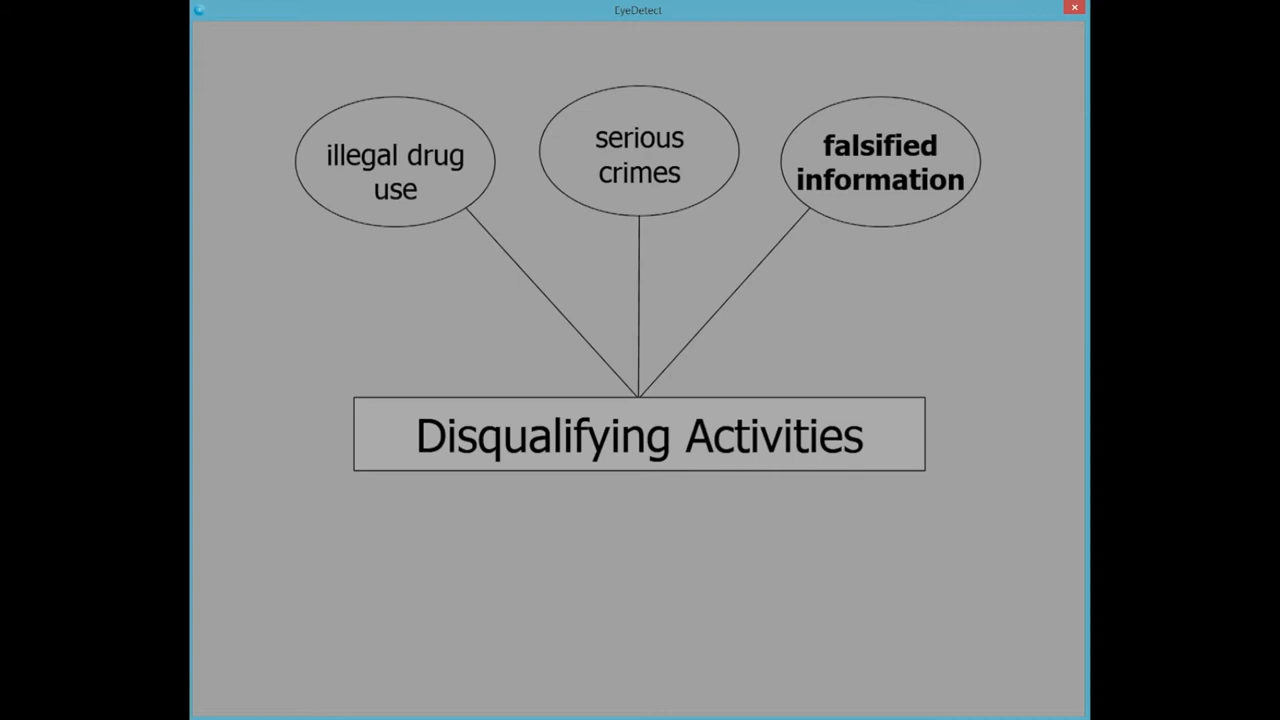 EyeDetect
illegal drug
use
serious
crimes
falsified
information
Disqualifying Activities